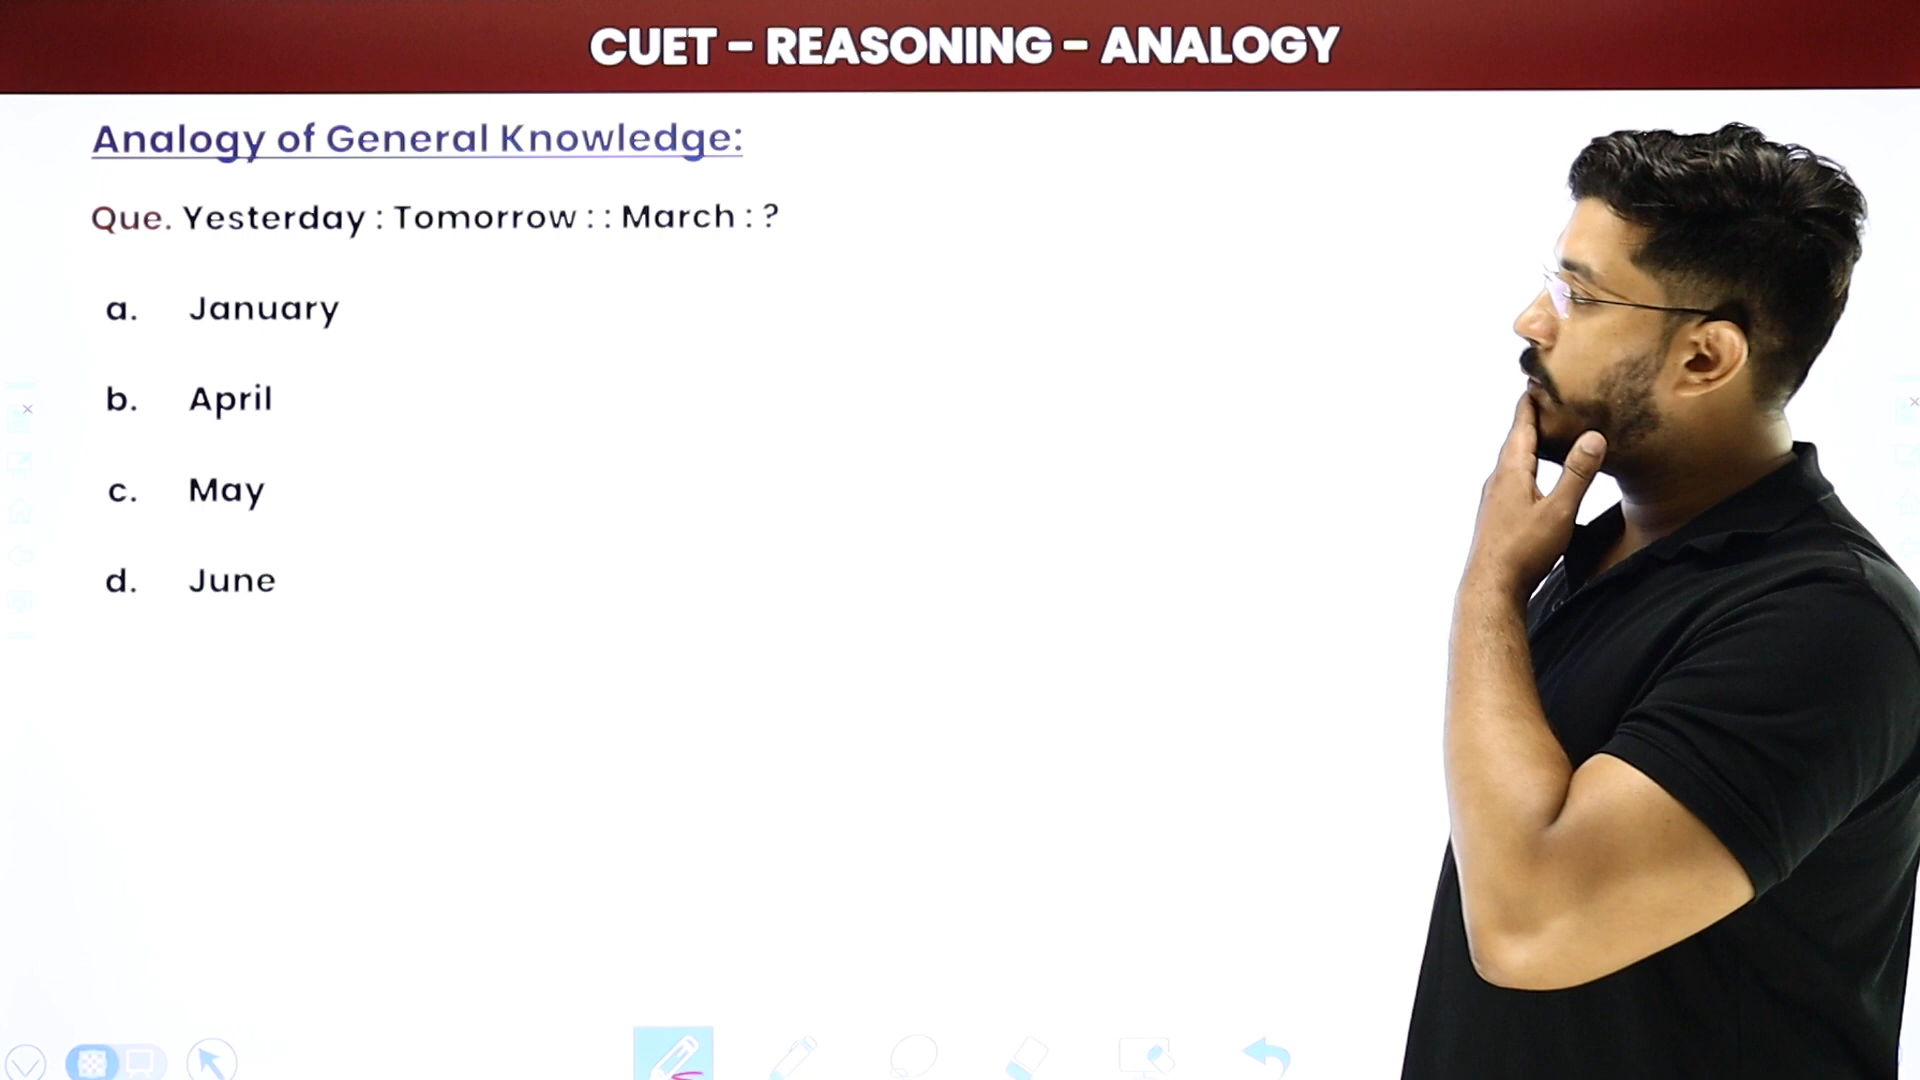 CUET - REASONING - ANALOGY
Analogy of General Knowledge:
Que. Yesterday : Tomorrow : : March : ?
a. January
b. April
c. May
d. June